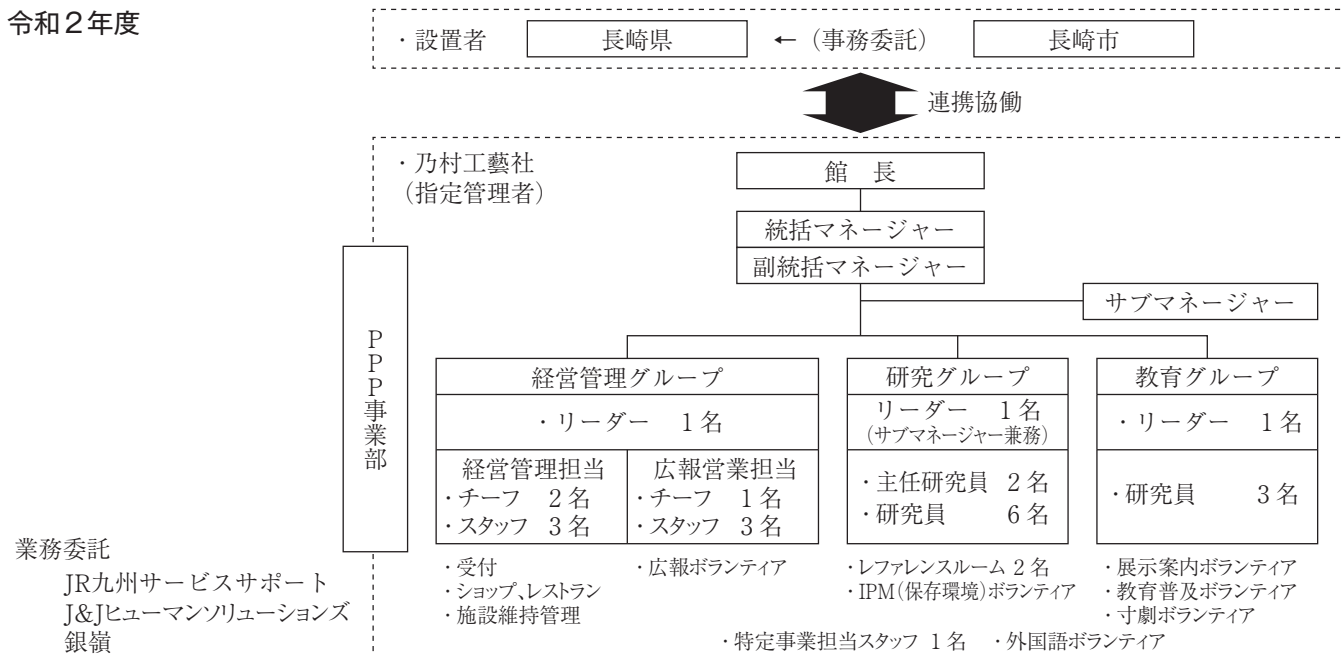 令和2年度
・設置者 長崎県 ←(事務委託) 長崎市
連携協働
・乃村工藝社
(指定管理者)
館　長
統括マネージャー
副統括マネージャー
サブマネージャー
PPP事業部
経営管理グループ
・リーダー　1名
経営管理担当
・チーフ　2名
・スタッフ　3名
広報営業担当
・チーフ　1名
・スタッフ　3名
研究グループ
リーダー　1名
(サブマネージャー兼務)
・主任研究員　2名
・研究員　6名
教育グループ
・リーダー　1名
・研究員　3名
・受付
・ショップ、レストラン
・施設維持管理
・広報ボランティア
・レファレンスルーム 2名
・IPM(保存環境)ボランティア
・展示案内ボランティア
・教育普及ボランティア
・寸劇ボランティア
・特定事業担当スタッフ 1名　・外国語ボランティア
業務委託
JR九州サービスサポート
J&Jヒューマンソリューションズ
銀嶺